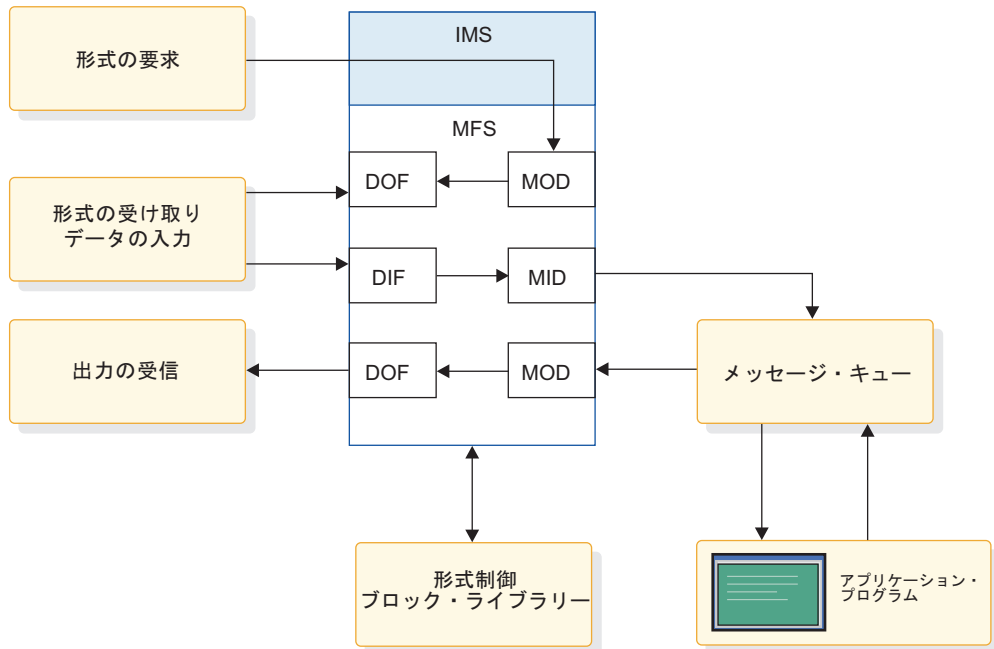 形式の要求
IMS
MFS
DOF
MOD
形式の受け取り
データの入力
DIF
MID
出力の受信
DOF
MOD
メッセージ・キュー
形式制御
ブロック・ライブラリー
アプリケーション・
プログラム